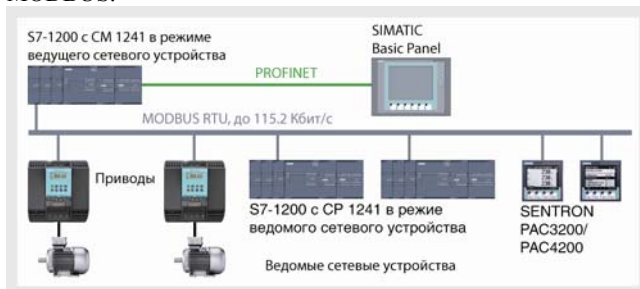 S7-1200 с CM 1241 в режиме
ведущего сетевого устройства
SIMATIC
Basic Panel
PROFINET
MODBUS RTU, до 115.2 Кбит/с
Приводы
S7-1200 с CP 1241 в режие
ведомого сетевого устройства
SENTRON
PAC3200/
PAC4200
Ведомые сетевые устройства